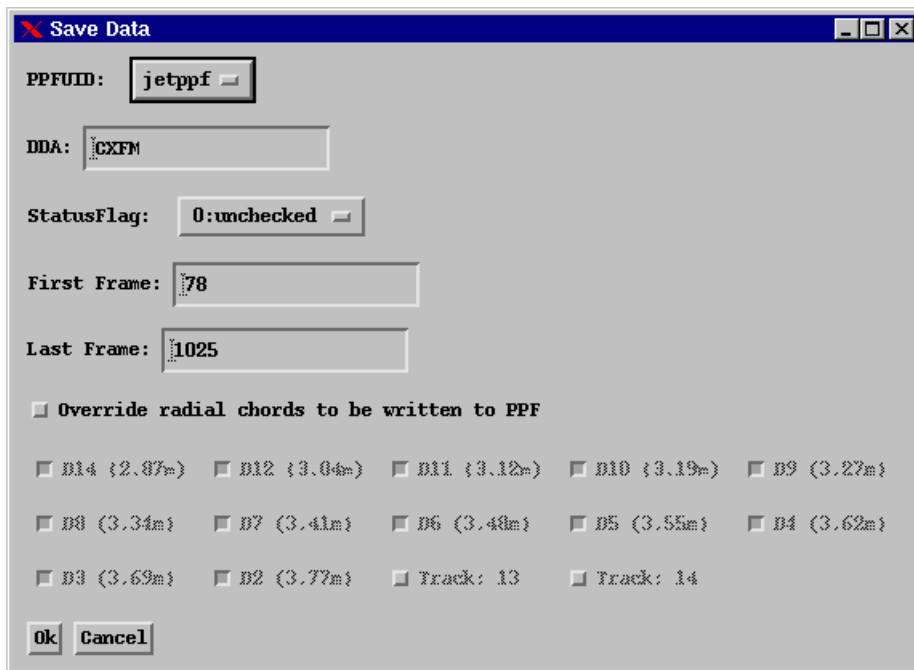 Save Data
PPFUID: jetppf
DDA: CXFM
StatusFlag: 0:unchecked
First Frame: 78
Last Frame: 1025
Override radial chords to be written to PPF
D14 (2.87m) D12 (3.04m) D11 (3.12m) D10 (3.19m) D9 (3.27m)
D8 (3.34m) D7 (3.41m) D6 (3.48m) D5 (3.55m) D4 (3.62m)
D3 (3.69m) D2 (3.77m) Track: 13 Track: 14
Ok Cancel